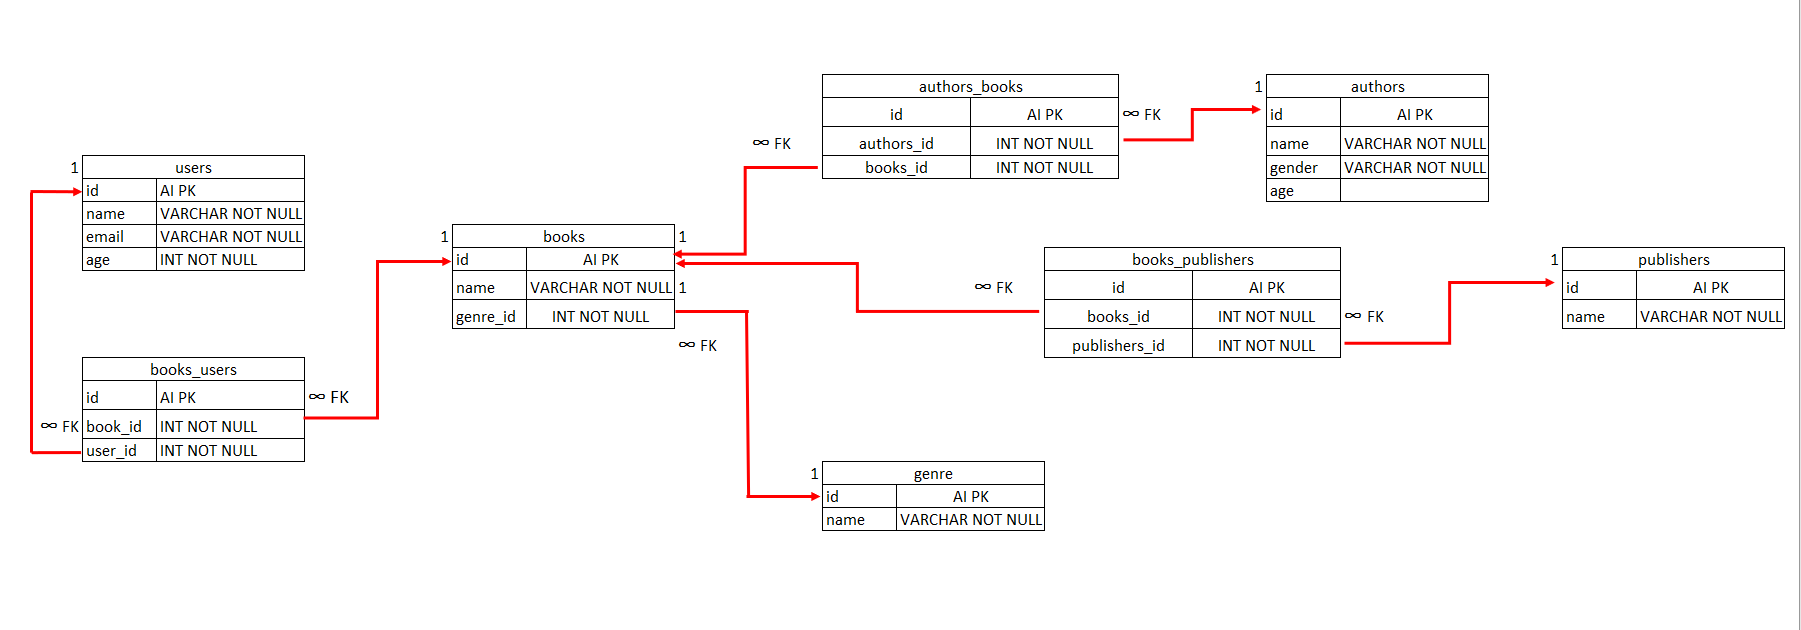 authors_books
id AI PK
authors_id INT NOT NULL
books_id INT NOT NULL
∞ FK
∞ FK
1
authors
id AI PK
name VARCHAR NOT NULL
gender VARCHAR NOT NULL
age
1
users
id AI PK
name VARCHAR NOT NULL
email VARCHAR NOT NULL
age INT NOT NULL
1
books
1
id AI PK
name VARCHAR NOT NULL
1
genre_id INT NOT NULL
∞ FK
books_publishers
id AI PK
books_id INT NOT NULL
publishers_id INT NOT NULL
∞ FK
∞ FK
1
publishers
id AI PK
name VARCHAR NOT NULL
books_users
id AI PK
book_id INT NOT NULL
user_id INT NOT NULL
∞ FK
∞ FK
1
genre
id AI PK
name VARCHAR NOT NULL